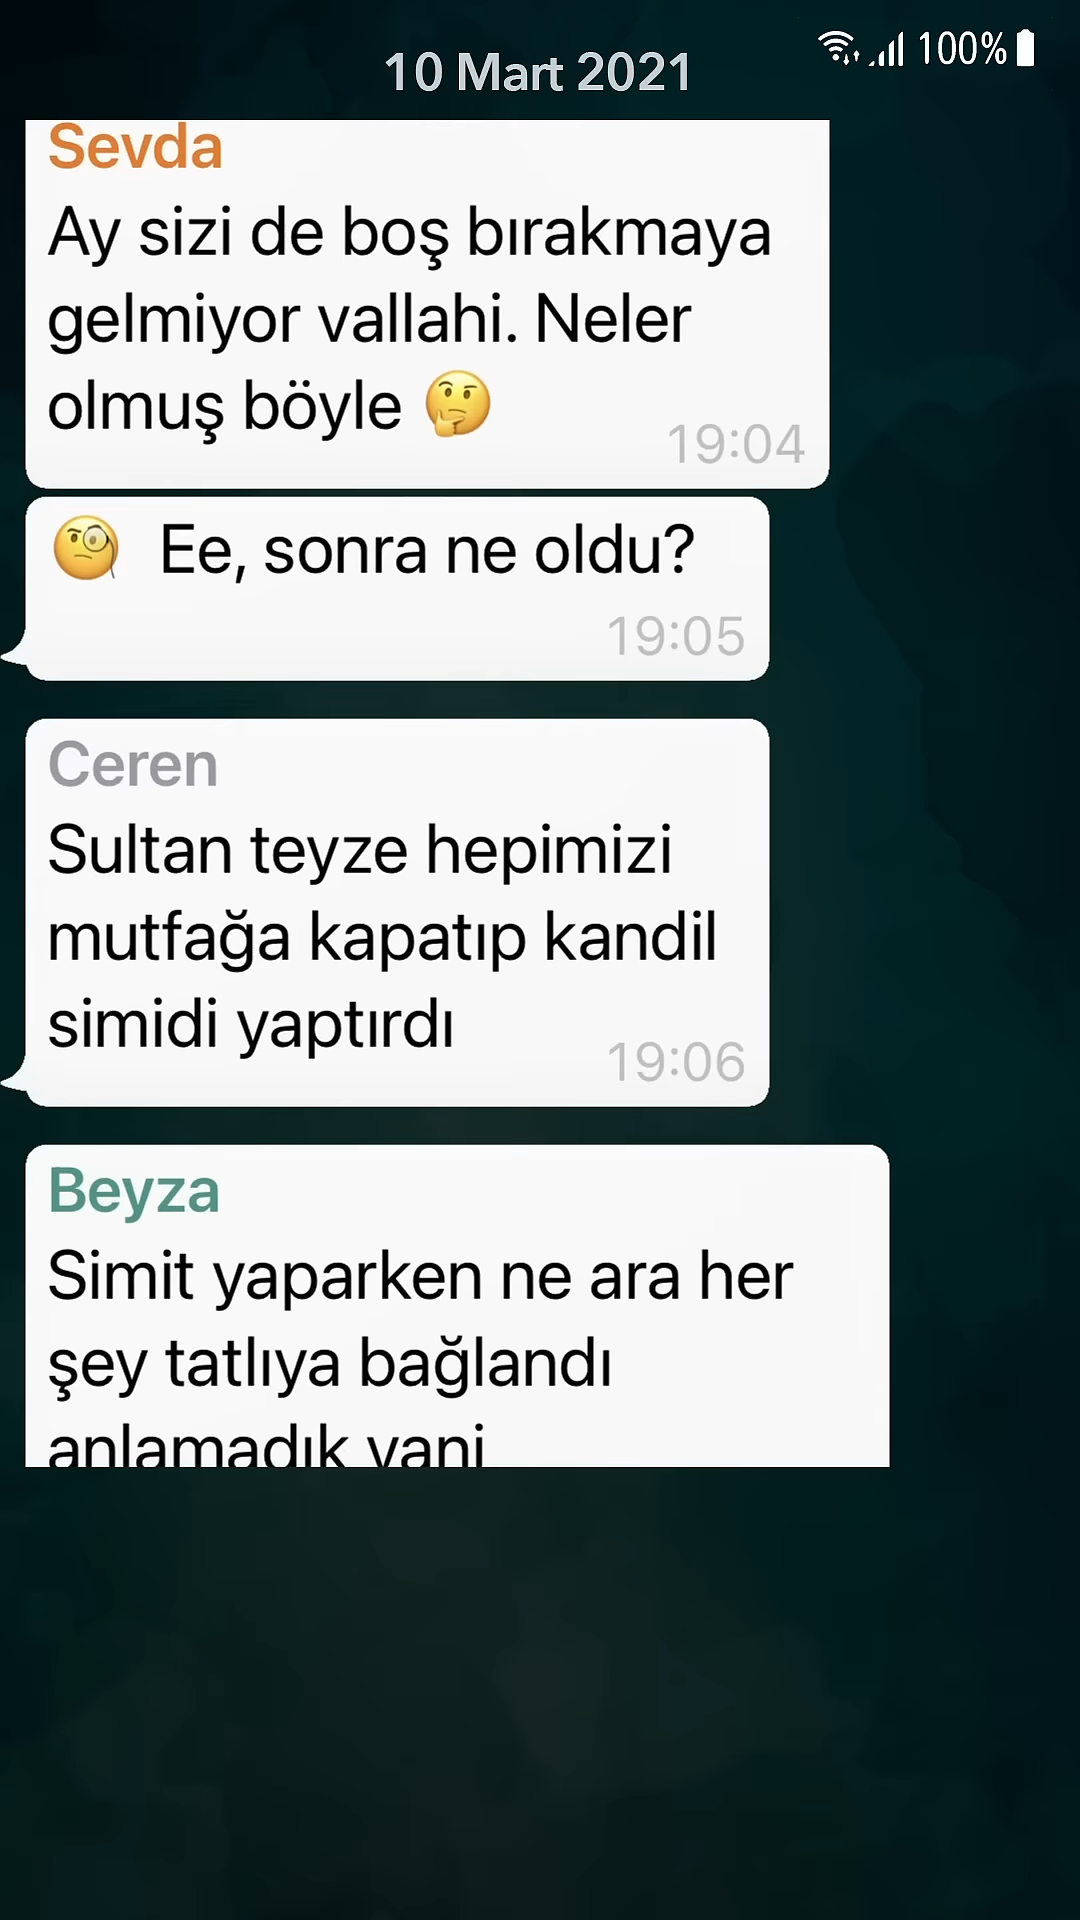 100%
10 Mart 2021
Sevda
Ay sizi de boş bırakmaya
gelmiyor vallahi. Neler
olmuş böyle 🤔
19:04
🧐 Ee, sonra ne oldu?
19:05
Ceren
Sultan teyze hepimizi
mutfağa kapatıp kandil
simidi yaptırdı
19:06
Beyza
Simit yaparken ne ara her
şey tatlıya bağlandı
anlamadık yani